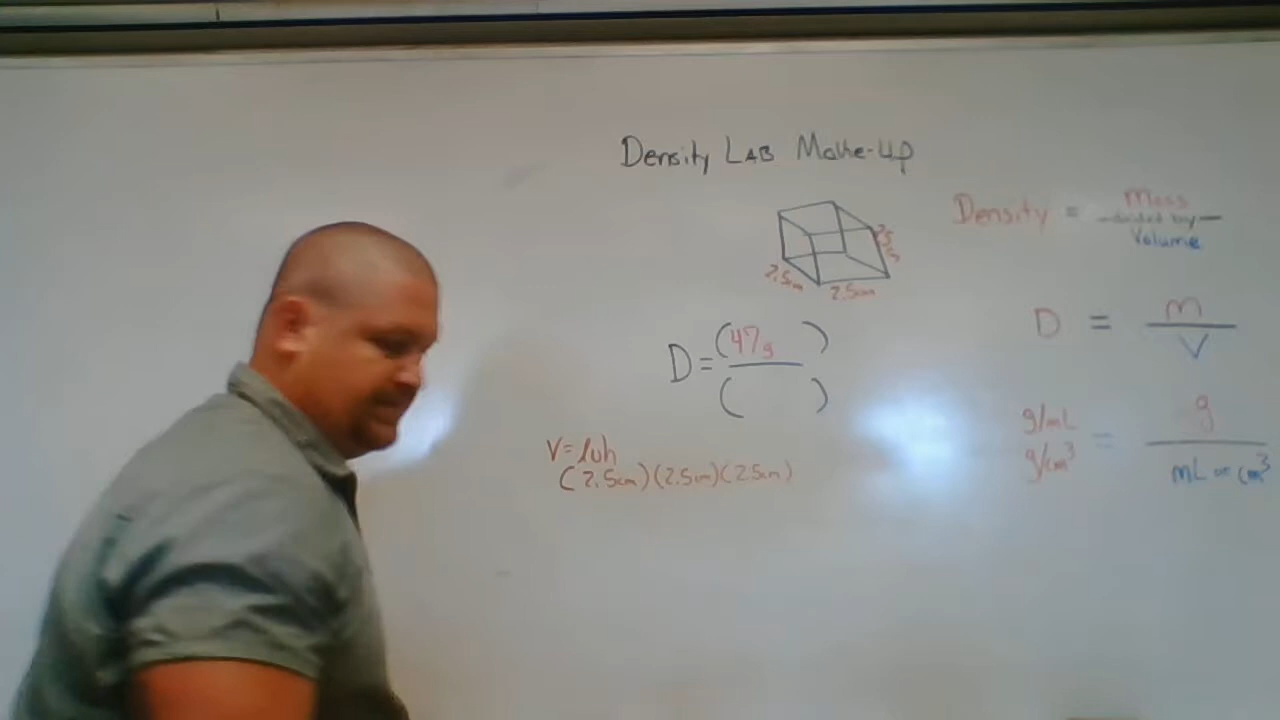 Density LAB Make-Up
Density = Mass
divided by
Volume
2.5cm
2.5cm
2.5cm
D = m
V
D = (47g )
( )
g/mL
g/cm³
= g
mL or cm³
V = lwh
(2.5cm)(2.5cm)(2.5cm)